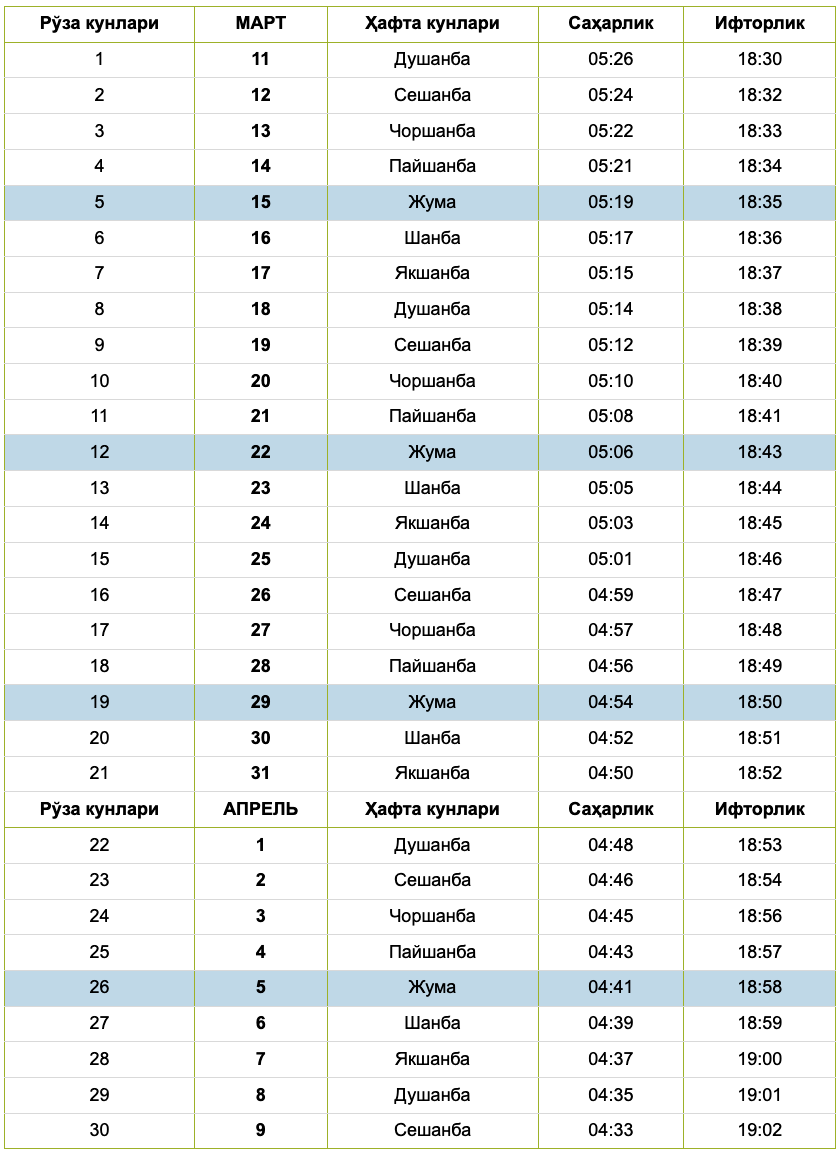 Рўза кунлари МАРТ Ҳафта кунлари Саҳарлик Ифторлик
1 11 Душанба 05:26 18:30
2 12 Сешанба 05:24 18:32
3 13 Чоршанба 05:22 18:33
4 14 Пайшанба 05:21 18:34
5 15 Жума 05:19 18:35
6 16 Шанба 05:17 18:36
7 17 Якшанба 05:15 18:37
8 18 Душанба 05:14 18:38
9 19 Сешанба 05:12 18:39
10 20 Чоршанба 05:10 18:40
11 21 Пайшанба 05:08 18:41
12 22 Жума 05:06 18:43
13 23 Шанба 05:05 18:44
14 24 Якшанба 05:03 18:45
15 25 Душанба 05:01 18:46
16 26 Сешанба 04:59 18:47
17 27 Чоршанба 04:57 18:48
18 28 Пайшанба 04:56 18:49
19 29 Жума 04:54 18:50
20 30 Шанба 04:52 18:51
21 31 Якшанба 04:50 18:52
Рўза кунлари АПРЕЛЬ Ҳафта кунлари Саҳарлик Ифторлик
22 1 Душанба 04:48 18:53
23 2 Сешанба 04:46 18:54
24 3 Чоршанба 04:45 18:56
25 4 Пайшанба 04:43 18:57
26 5 Жума 04:41 18:58
27 6 Шанба 04:39 18:59
28 7 Якшанба 04:37 19:00
29 8 Душанба 04:35 19:01
30 9 Сешанба 04:33 19:02